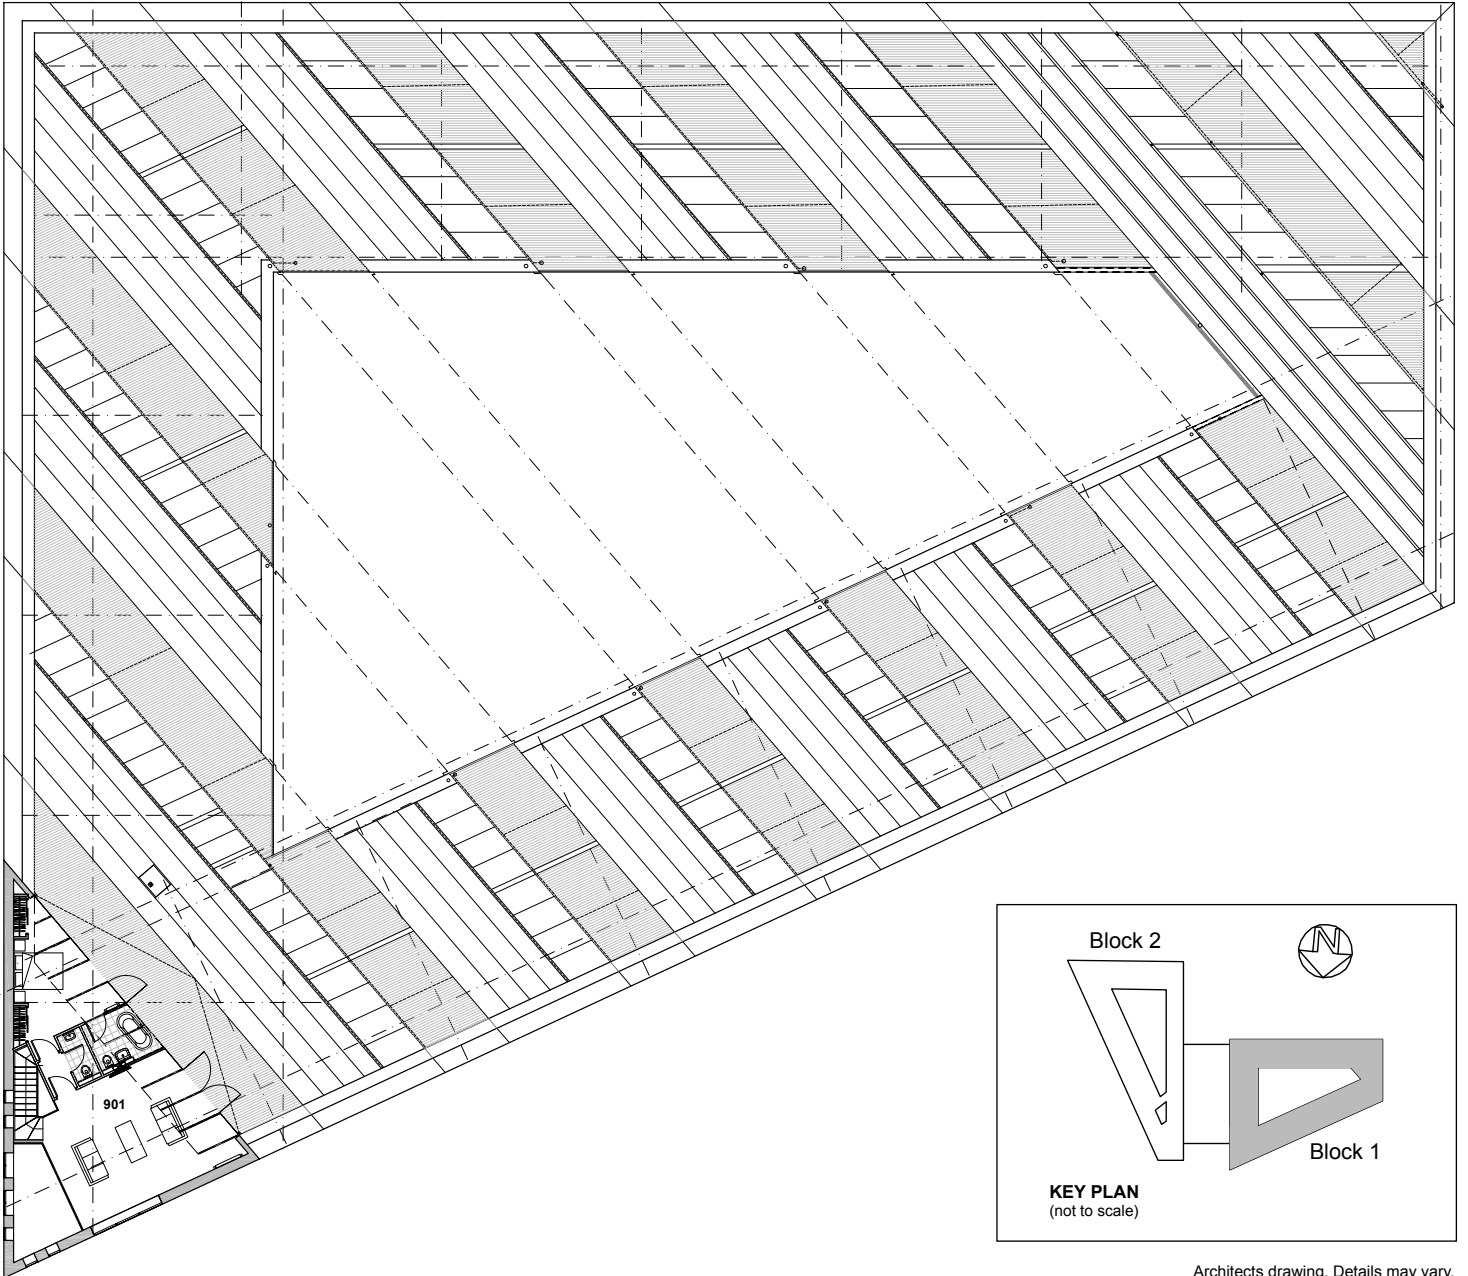 901
Block 2
N
Block 1
KEY PLAN
(not to scale)
Architects drawing. Details may vary.